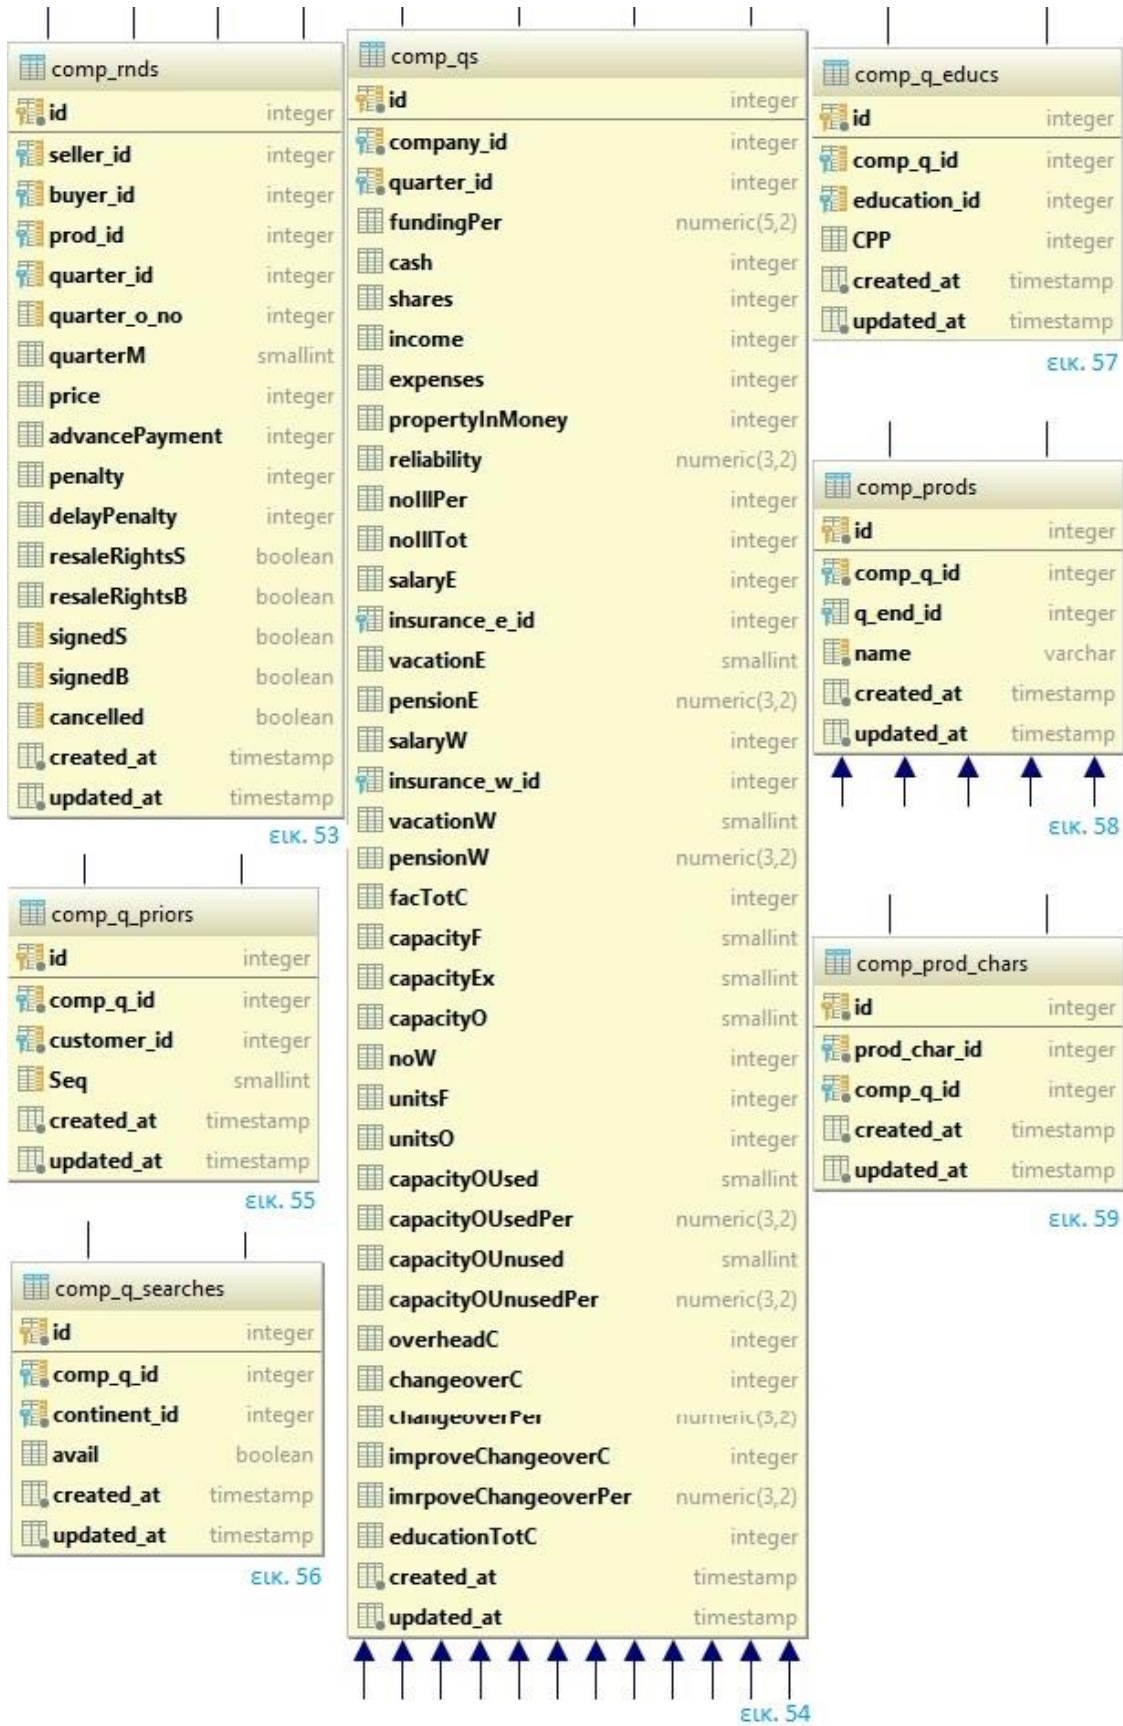 comp_rnds
id integer
seller_id integer
buyer_id integer
prod_id integer
quarter_id integer
quarter_o_no integer
quarterM smallint
price integer
advancePayment integer
penalty integer
delayPenalty integer
resaleRightsS boolean
resaleRightsB boolean
signedS boolean
signedB boolean
cancelled boolean
created_at timestamp
updated_at timestamp
εικ. 53
comp_q_priors
id integer
comp_q_id integer
customer_id integer
Seq smallint
created_at timestamp
updated_at timestamp
εικ. 55
comp_q_searches
id integer
comp_q_id integer
continent_id integer
avail boolean
created_at timestamp
updated_at timestamp
εικ. 56
comp_qs
id integer
company_id integer
quarter_id integer
fundingPer numeric(5,2)
cash integer
shares integer
income integer
expenses integer
propertyInMoney integer
reliability numeric(3,2)
noIllPer integer
noIllTot integer
salaryE integer
insurance_e_id integer
vacationE smallint
pensionE numeric(3,2)
salaryW integer
insurance_w_id integer
vacationW smallint
pensionW numeric(3,2)
facTotC integer
capacityF smallint
capacityEx smallint
capacityO smallint
noW integer
unitsF integer
unitsO integer
capacityOUsed smallint
capacityOUsedPer numeric(3,2)
capacityOUnused smallint
capacityOUnusedPer numeric(3,2)
overheadC integer
changeoverC integer
changeoverPer numeric(3,2)
improveChangeoverC integer
imrpoveChangeoverPer numeric(3,2)
educationTotC integer
created_at timestamp
updated_at timestamp
εικ. 54
comp_q_educs
id integer
comp_q_id integer
education_id integer
CPP integer
created_at timestamp
updated_at timestamp
εικ. 57
comp_prods
id integer
comp_q_id integer
q_end_id integer
name varchar
created_at timestamp
updated_at timestamp
εικ. 58
comp_prod_chars
id integer
prod_char_id integer
comp_q_id integer
created_at timestamp
updated_at timestamp
εικ. 59